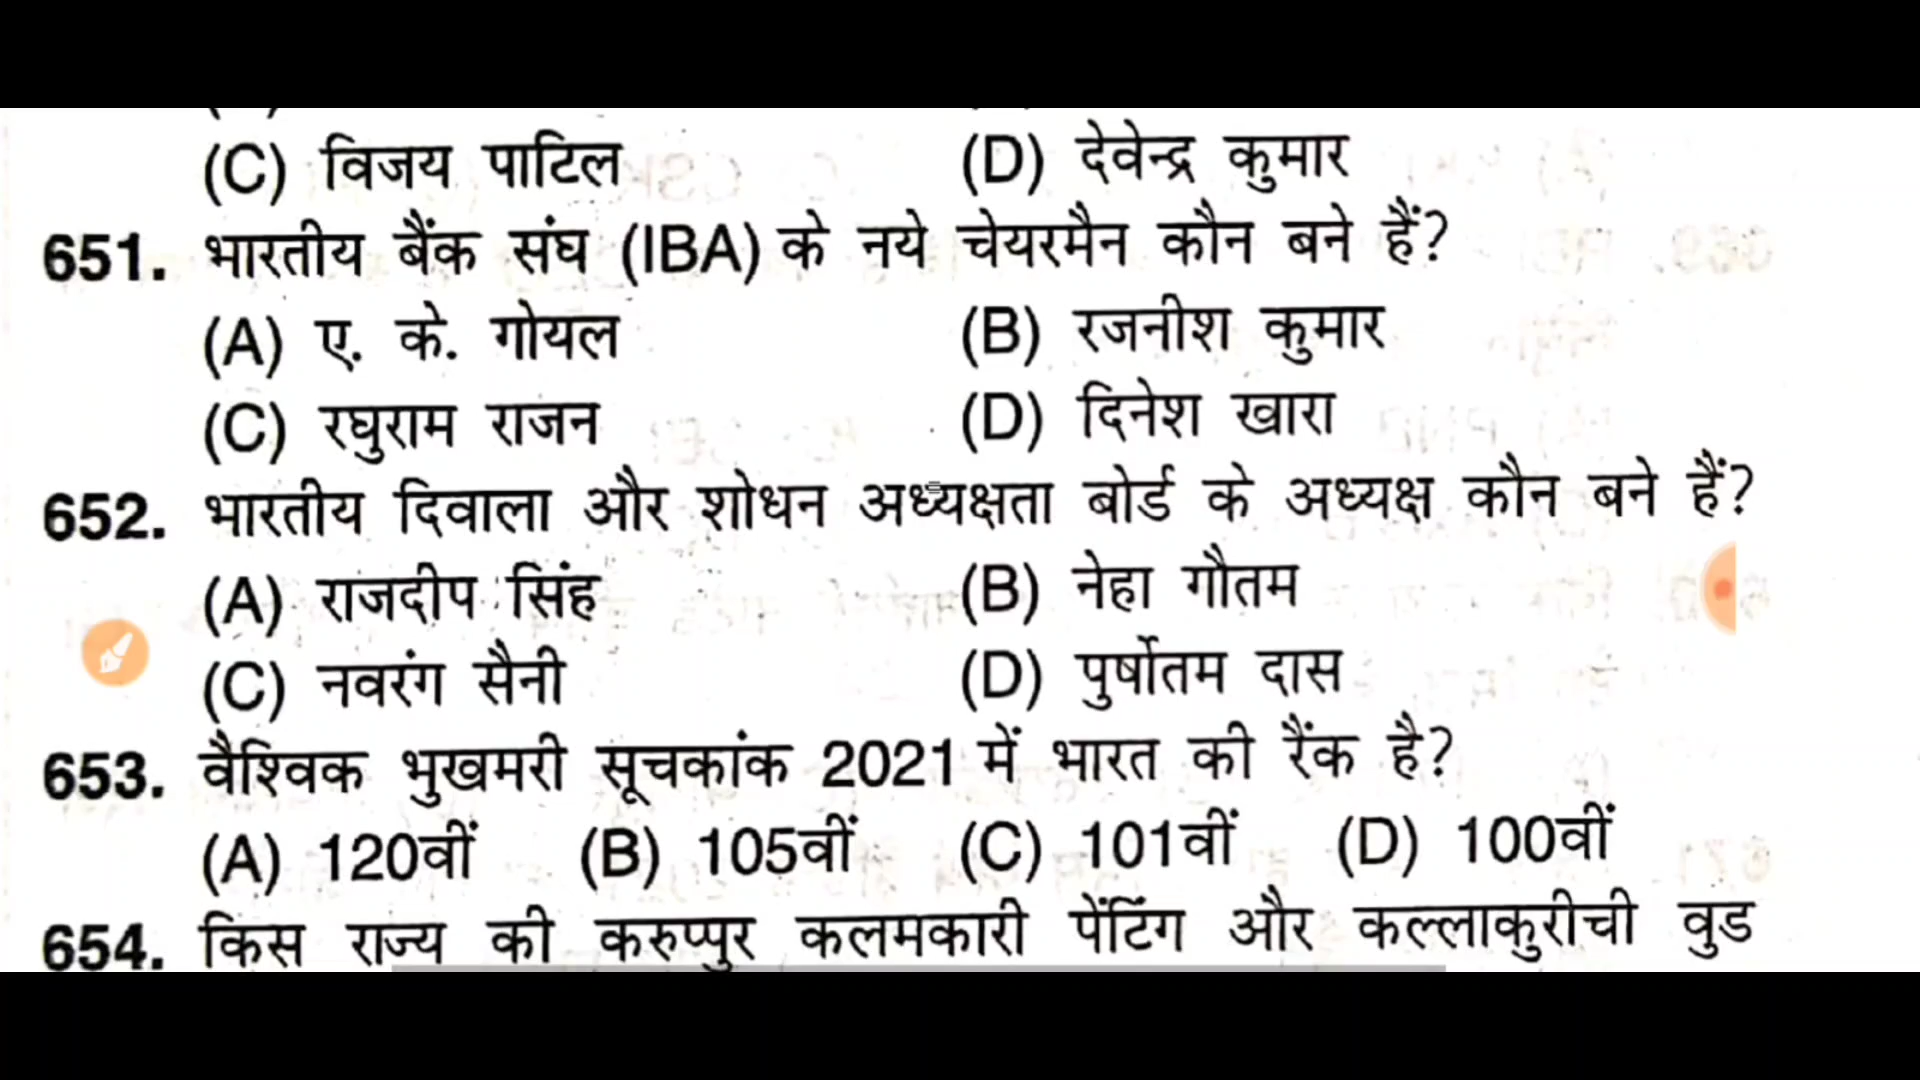 (C) विजय पाटिल (D) देवेन्द्र कुमार
651. भारतीय बैंक संघ (IBA) के नये चेयरमैन कौन बने हैं?
(A) ए. के. गोयल (B) रजनीश कुमार
(C) रघुराम राजन (D) दिनेश खारा
652. भारतीय दिवाला और शोधन अध्यक्षता बोर्ड के अध्यक्ष कौन बने हैं?
(A) राजदीप सिंह (B) नेहा गौतम
(C) नवरंग सैनी (D) पुर्षोतम दास
653. वैश्विक भुखमरी सूचकांक 2021 में भारत की रैंक है?
(A) 120वीं (B) 105वीं (C) 101वीं (D) 100वीं
654. किस राज्य की करुप्पुर कलमकारी पेंटिंग और कल्लाकुरीची वुड